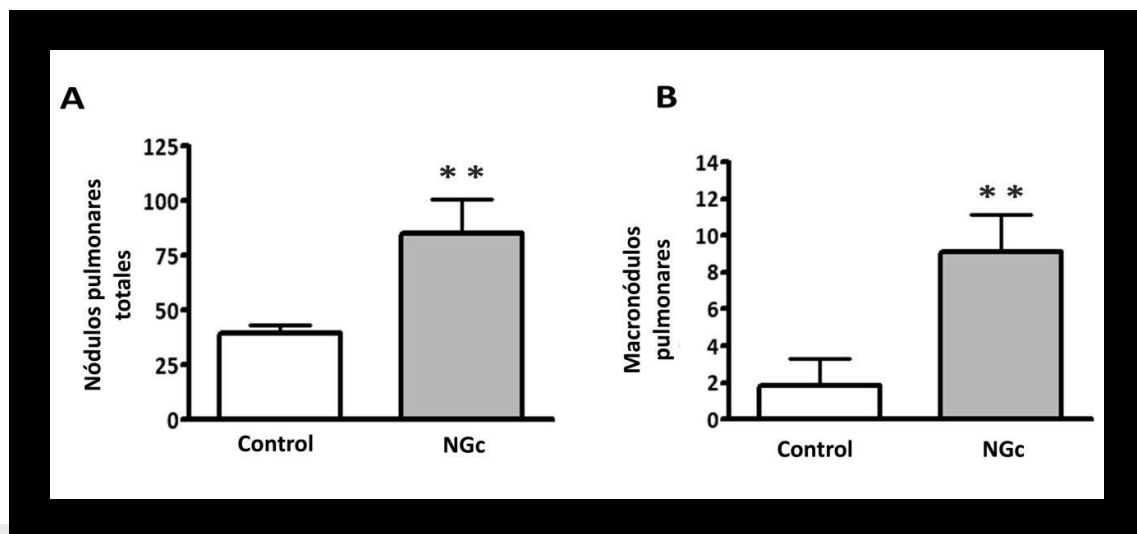 A
Nódulos pulmonares
totales
125
100
75
50
25
0
* *
Control
NGc
B
Macronódulos
pulmonares
14
12
10
8
6
4
2
0
* *
Control
NGc